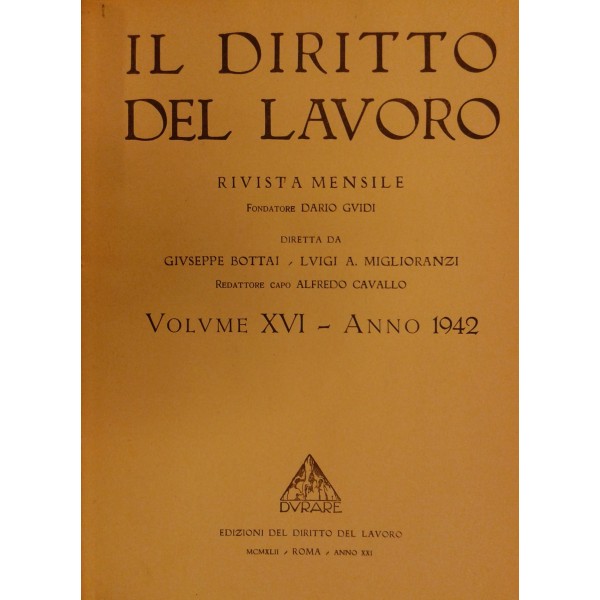 IL DIRITTO
DEL LAVORO
RIVISTA MENSILE
FONDATORE DARIO GVIDI
DIRETTA DA
GIVSEPPE BOTTAI - LVIGI A. MIGLIORANZI
REDATTORE CAPO ALFREDO CAVALLO
VOLVME XVI - ANNO 1942
DVRARE
EDIZIONI DEL DIRITTO DEL LAVORO
MCMXLII - ROMA - ANNO XXI